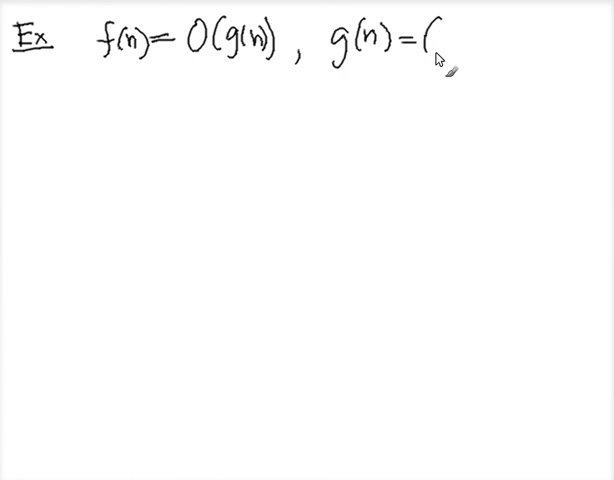 Ex f(n) = O(g(n)), g(n) = (